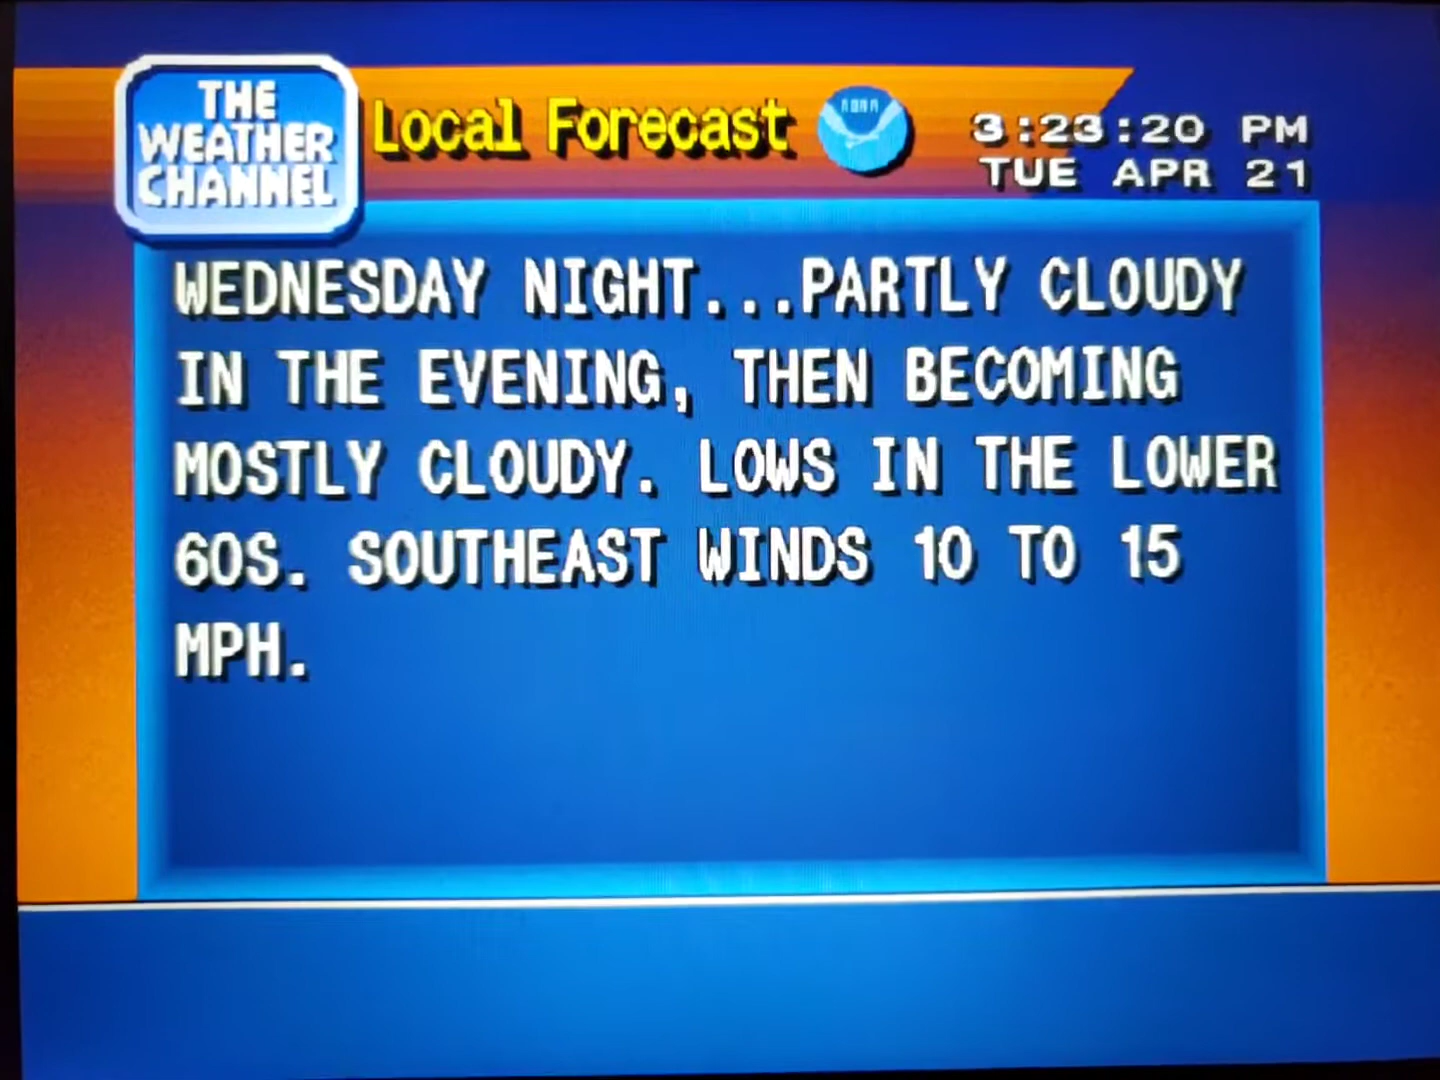 THE
WEATHER
CHANNEL
Local Forecast
NOAA
3:23:20 PM
TUE APR 21
WEDNESDAY NIGHT...PARTLY CLOUDY
IN THE EVENING, THEN BECOMING
MOSTLY CLOUDY. LOWS IN THE LOWER
60S. SOUTHEAST WINDS 10 TO 15
MPH.